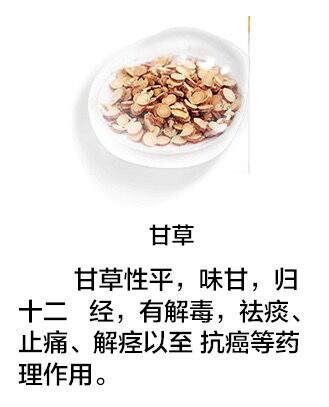 甘草
甘草性平，味甘，归
十二 经，有解毒，祛痰、
止痛、解痉以至 抗癌等药
理作用。